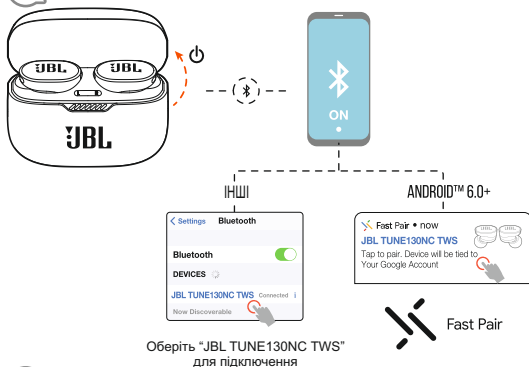 JBL JBL
JBL
ON
ІНШІ
ANDROID™ 6.0+
Settings Bluetooth
Bluetooth
DEVICES
JBL TUNE130NC TWS Connected i
Now Discoverable
Fast Pair • now
JBL TUNE130NC TWS
Tap to pair. Device will be tied to
Your Google Account
JBL JBL
Fast Pair
Оберіть “JBL TUNE130NC TWS”
для підключення